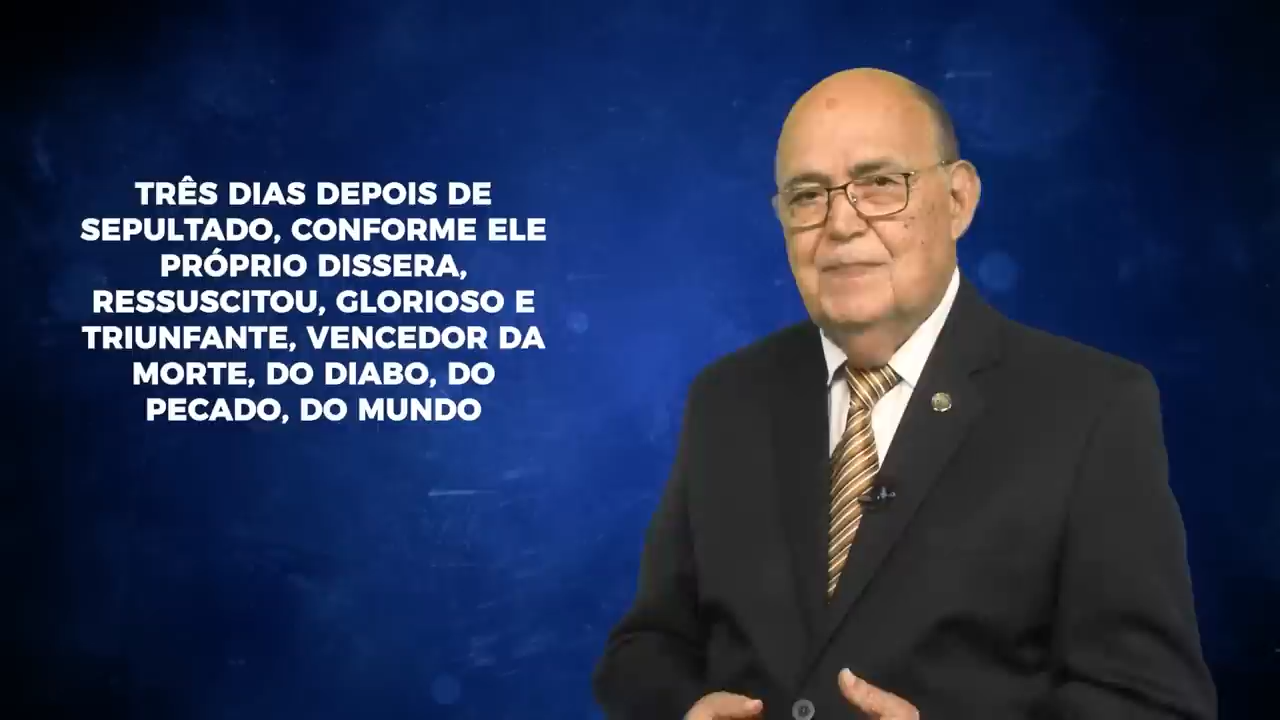 TRÊS DIAS DEPOIS DE
SEPULTADO, CONFORME ELE
PRÓPRIO DISSERA,
RESSUSCITOU, GLORIOSO E
TRIUNFANTE, VENCEDOR DA
MORTE, DO DIABO, DO
PECADO, DO MUNDO